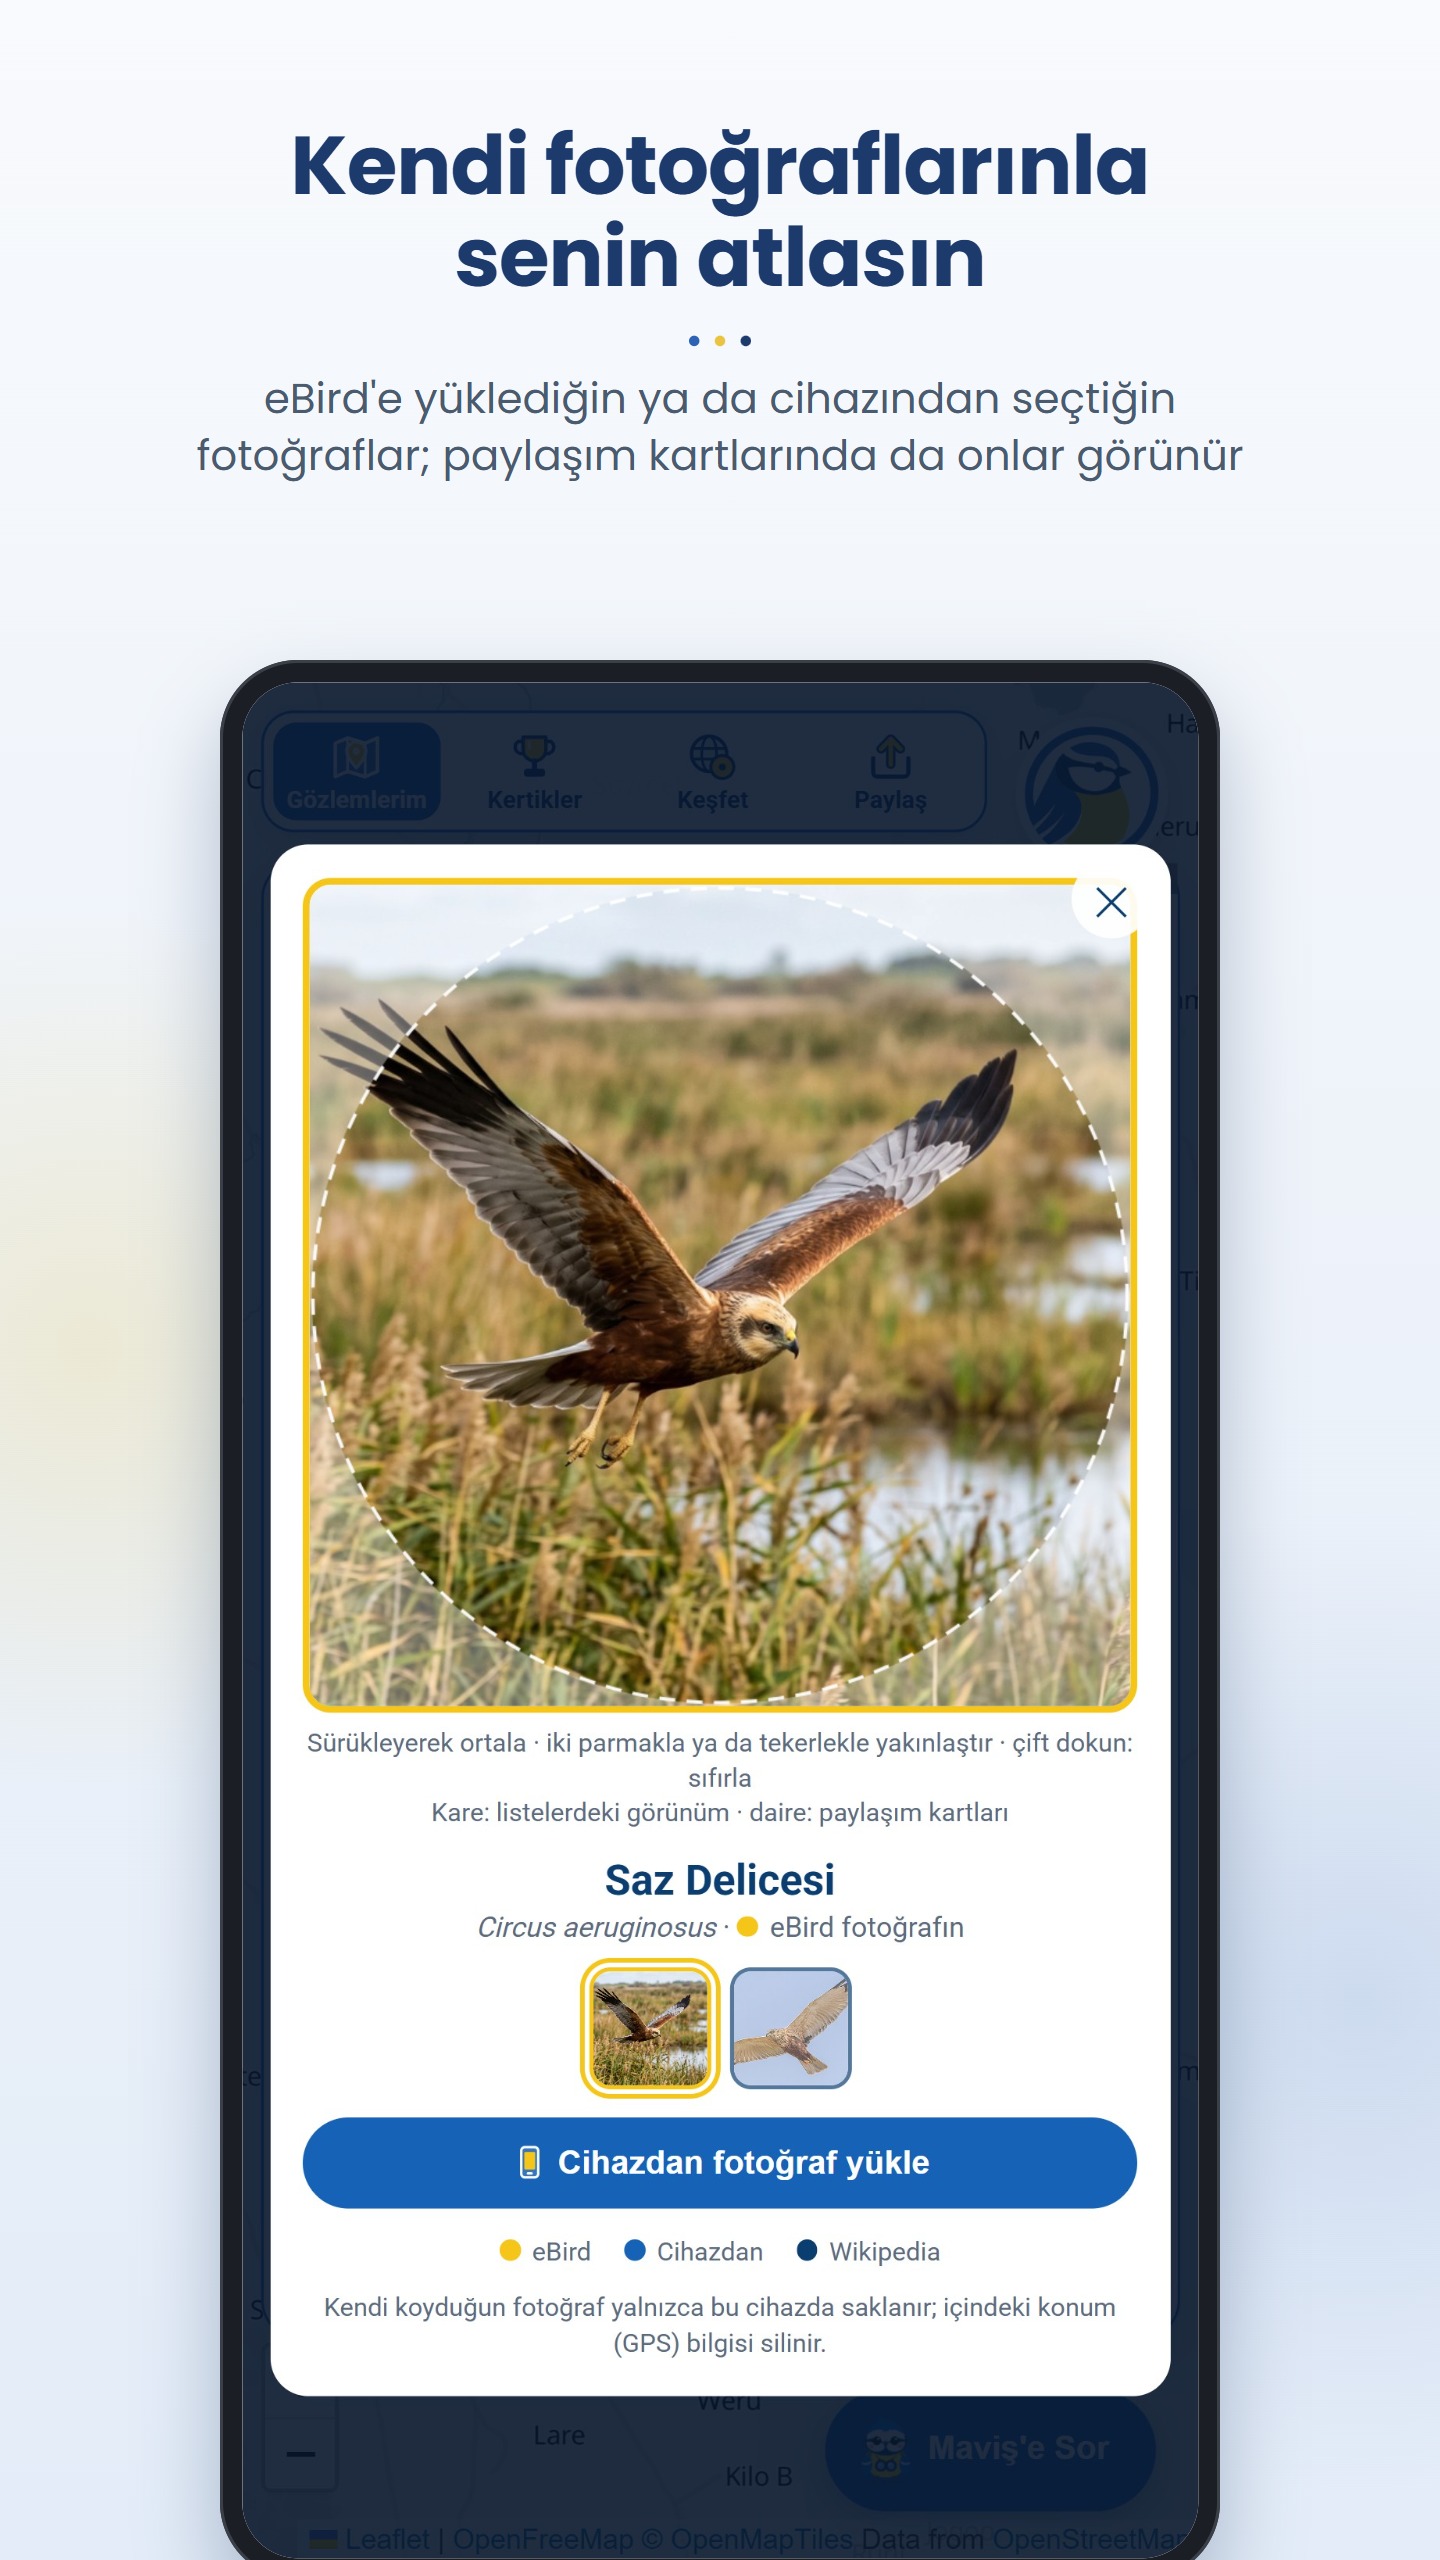 Kendi fotoğraflarınla
senin atlasın
eBird'e yüklediğin ya da cihazından seçtiğin
fotoğraflar; paylaşım kartlarında da onlar görünür
Gözlemlerim
Kertikler
Keşfet
Paylaş
Sürükleyerek ortala · iki parmakla ya da tekerlekle yakınlaştır · çift dokun:
sıfırla
Kare: listelerdeki görünüm · daire: paylaşım kartları
Saz Delicesi
Circus aeruginosus · eBird fotoğrafın
Cihazdan fotoğraf yükle
eBird Cihazdan Wikipedia
Kendi koyduğun fotoğraf yalnızca bu cihazda saklanır; içindeki konum
(GPS) bilgisi silinir.
Weru
Lare
Maviş'e Sor
Kilo B
Leaflet | OpenFreeMap © OpenMapTiles Data from OpenStreetMap